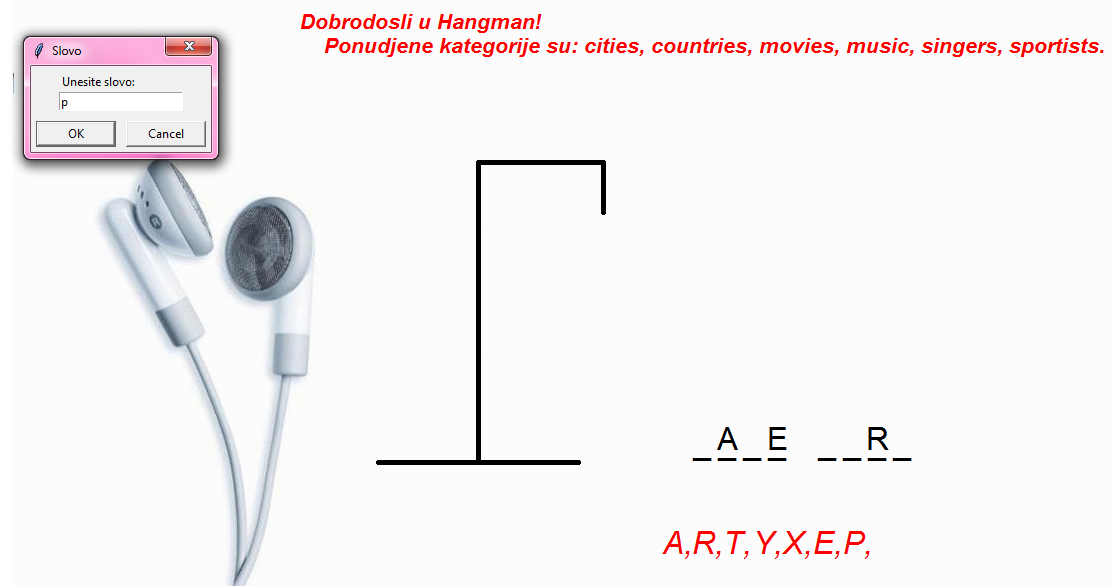 Dobrodosli u Hangman!
Ponudjene kategorije su: cities, countries, movies, music, singers, sportists.
Slovo
Unesite slovo:
p
OK
Cancel
R
_A_E __R_
A,R,T,Y,X,E,P,